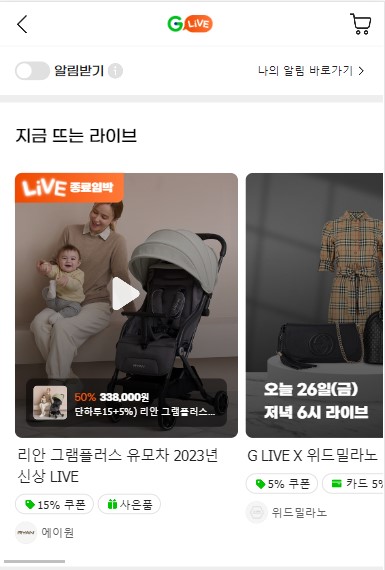 G LIVE
알림받기
나의 알림 바로가기
지금 뜨는 라이브
LiVE 종료임박
50% 338,000원
단하루15+5%) 리안 그램플러스...
리안 그램플러스 유모차 2023년
신상 LIVE
15% 쿠폰
사은품
에이원
오늘 26일(금)
저녁 6시 라이브
G LIVE X 위드밀라노
5% 쿠폰
카드 5%
위드밀라노